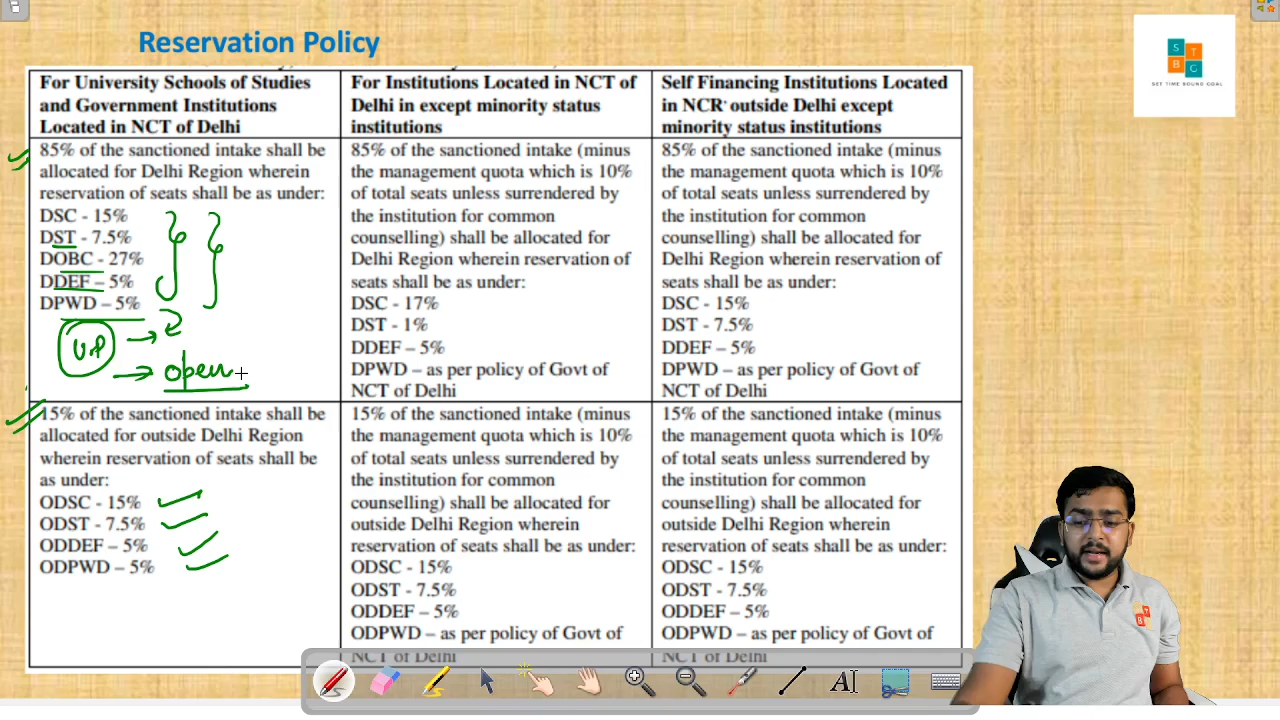 Reservation Policy
S
T
B
G
SET TIME BOUND GOAL
For University Schools of Studies
and Government Institutions
Located in NCT of Delhi
85% of the sanctioned intake shall be
allocated for Delhi Region wherein
reservation of seats shall be as under:
DSC - 15%
DST - 7.5%
DOBC - 27%
DDEF – 5%
DPWD – 5%
U.P
open
15% of the sanctioned intake shall be
allocated for outside Delhi Region
wherein reservation of seats shall be
as under:
ODSC - 15%
ODST - 7.5%
ODDEF – 5%
ODPWD – 5%
For Institutions Located in NCT of
Delhi in except minority status
institutions
85% of the sanctioned intake (minus
the management quota which is 10%
of total seats unless surrendered by
the institution for common
counselling) shall be allocated for
Delhi Region wherein reservation of
seats shall be as under:
DSC - 17%
DST - 1%
DDEF – 5%
DPWD – as per policy of Govt of
NCT of Delhi
15% of the sanctioned intake (minus
the management quota which is 10%
of total seats unless surrendered by
the institution for common
counselling) shall be allocated for
outside Delhi Region wherein
reservation of seats shall be as under:
ODSC - 15%
ODST - 7.5%
ODDEF – 5%
ODPWD – as per policy of Govt of
NCT of Delhi
Self Financing Institutions Located
in NCR outside Delhi except
minority status institutions
85% of the sanctioned intake (minus
the management quota which is 10%
of total seats unless surrendered by
the institution for common
counselling) shall be allocated for
Delhi Region wherein reservation of
seats shall be as under:
DSC - 15%
DST - 7.5%
DDEF – 5%
DPWD – as per policy of Govt of
NCT of Delhi
15% of the sanctioned intake (minus
the management quota which is 10%
of total seats unless surrendered by
the institution for common
counselling) shall be allocated for
outside Delhi Region wherein
reservation of seats shall be as under:
ODSC - 15%
ODST - 7.5%
ODDEF – 5%
ODPWD – as per policy of Govt of
NCT of Delhi
AI